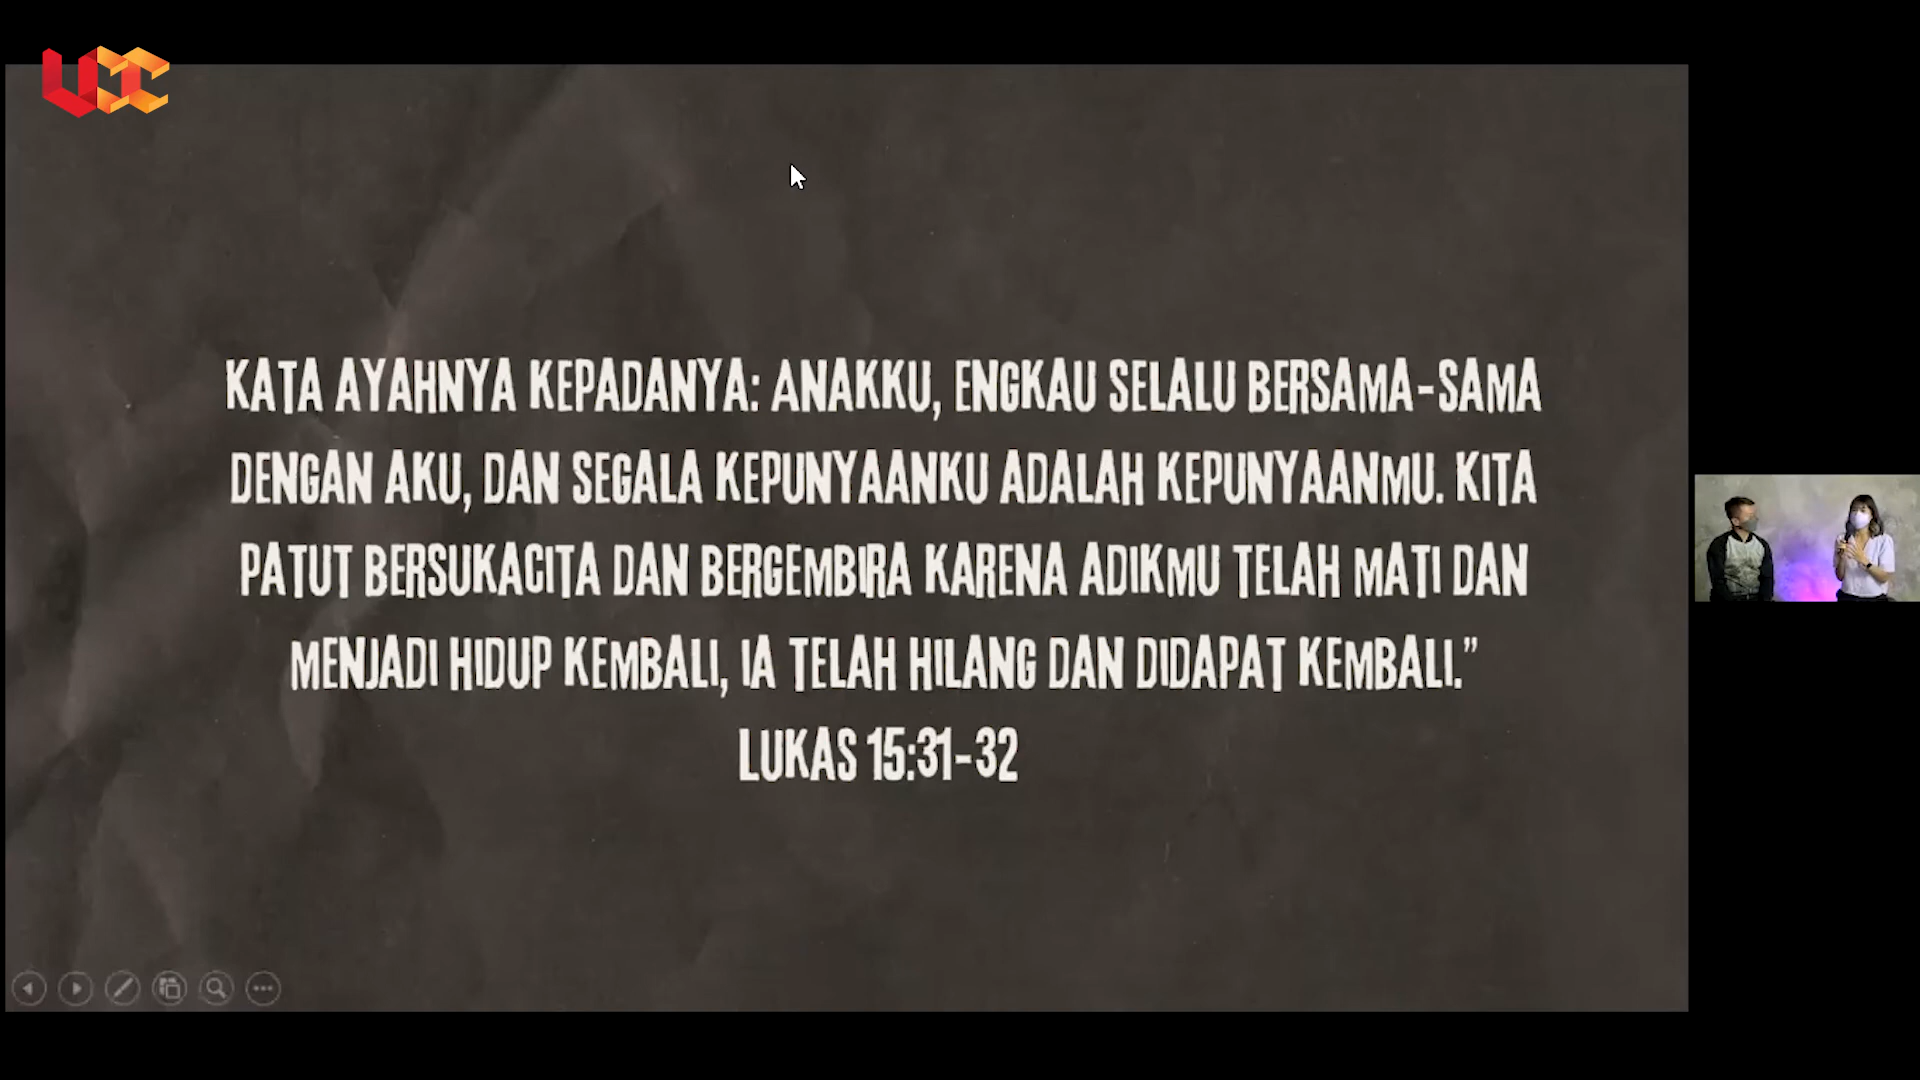 UCC
KATA AYAHNYA KEPADANYA: ANAKKU, ENGKAU SELALU BERSAMA-SAMA
DENGAN AKU, DAN SEGALA KEPUNYAANKU ADALAH KEPUNYAANMU. KITA
PATUT BERSUKACITA DAN BERGEMBIRA KARENA ADIKMU TELAH MATI DAN
MENJADI HIDUP KEMBALI, IA TELAH HILANG DAN DIDAPAT KEMBALI.”
LUKAS 15:31-32